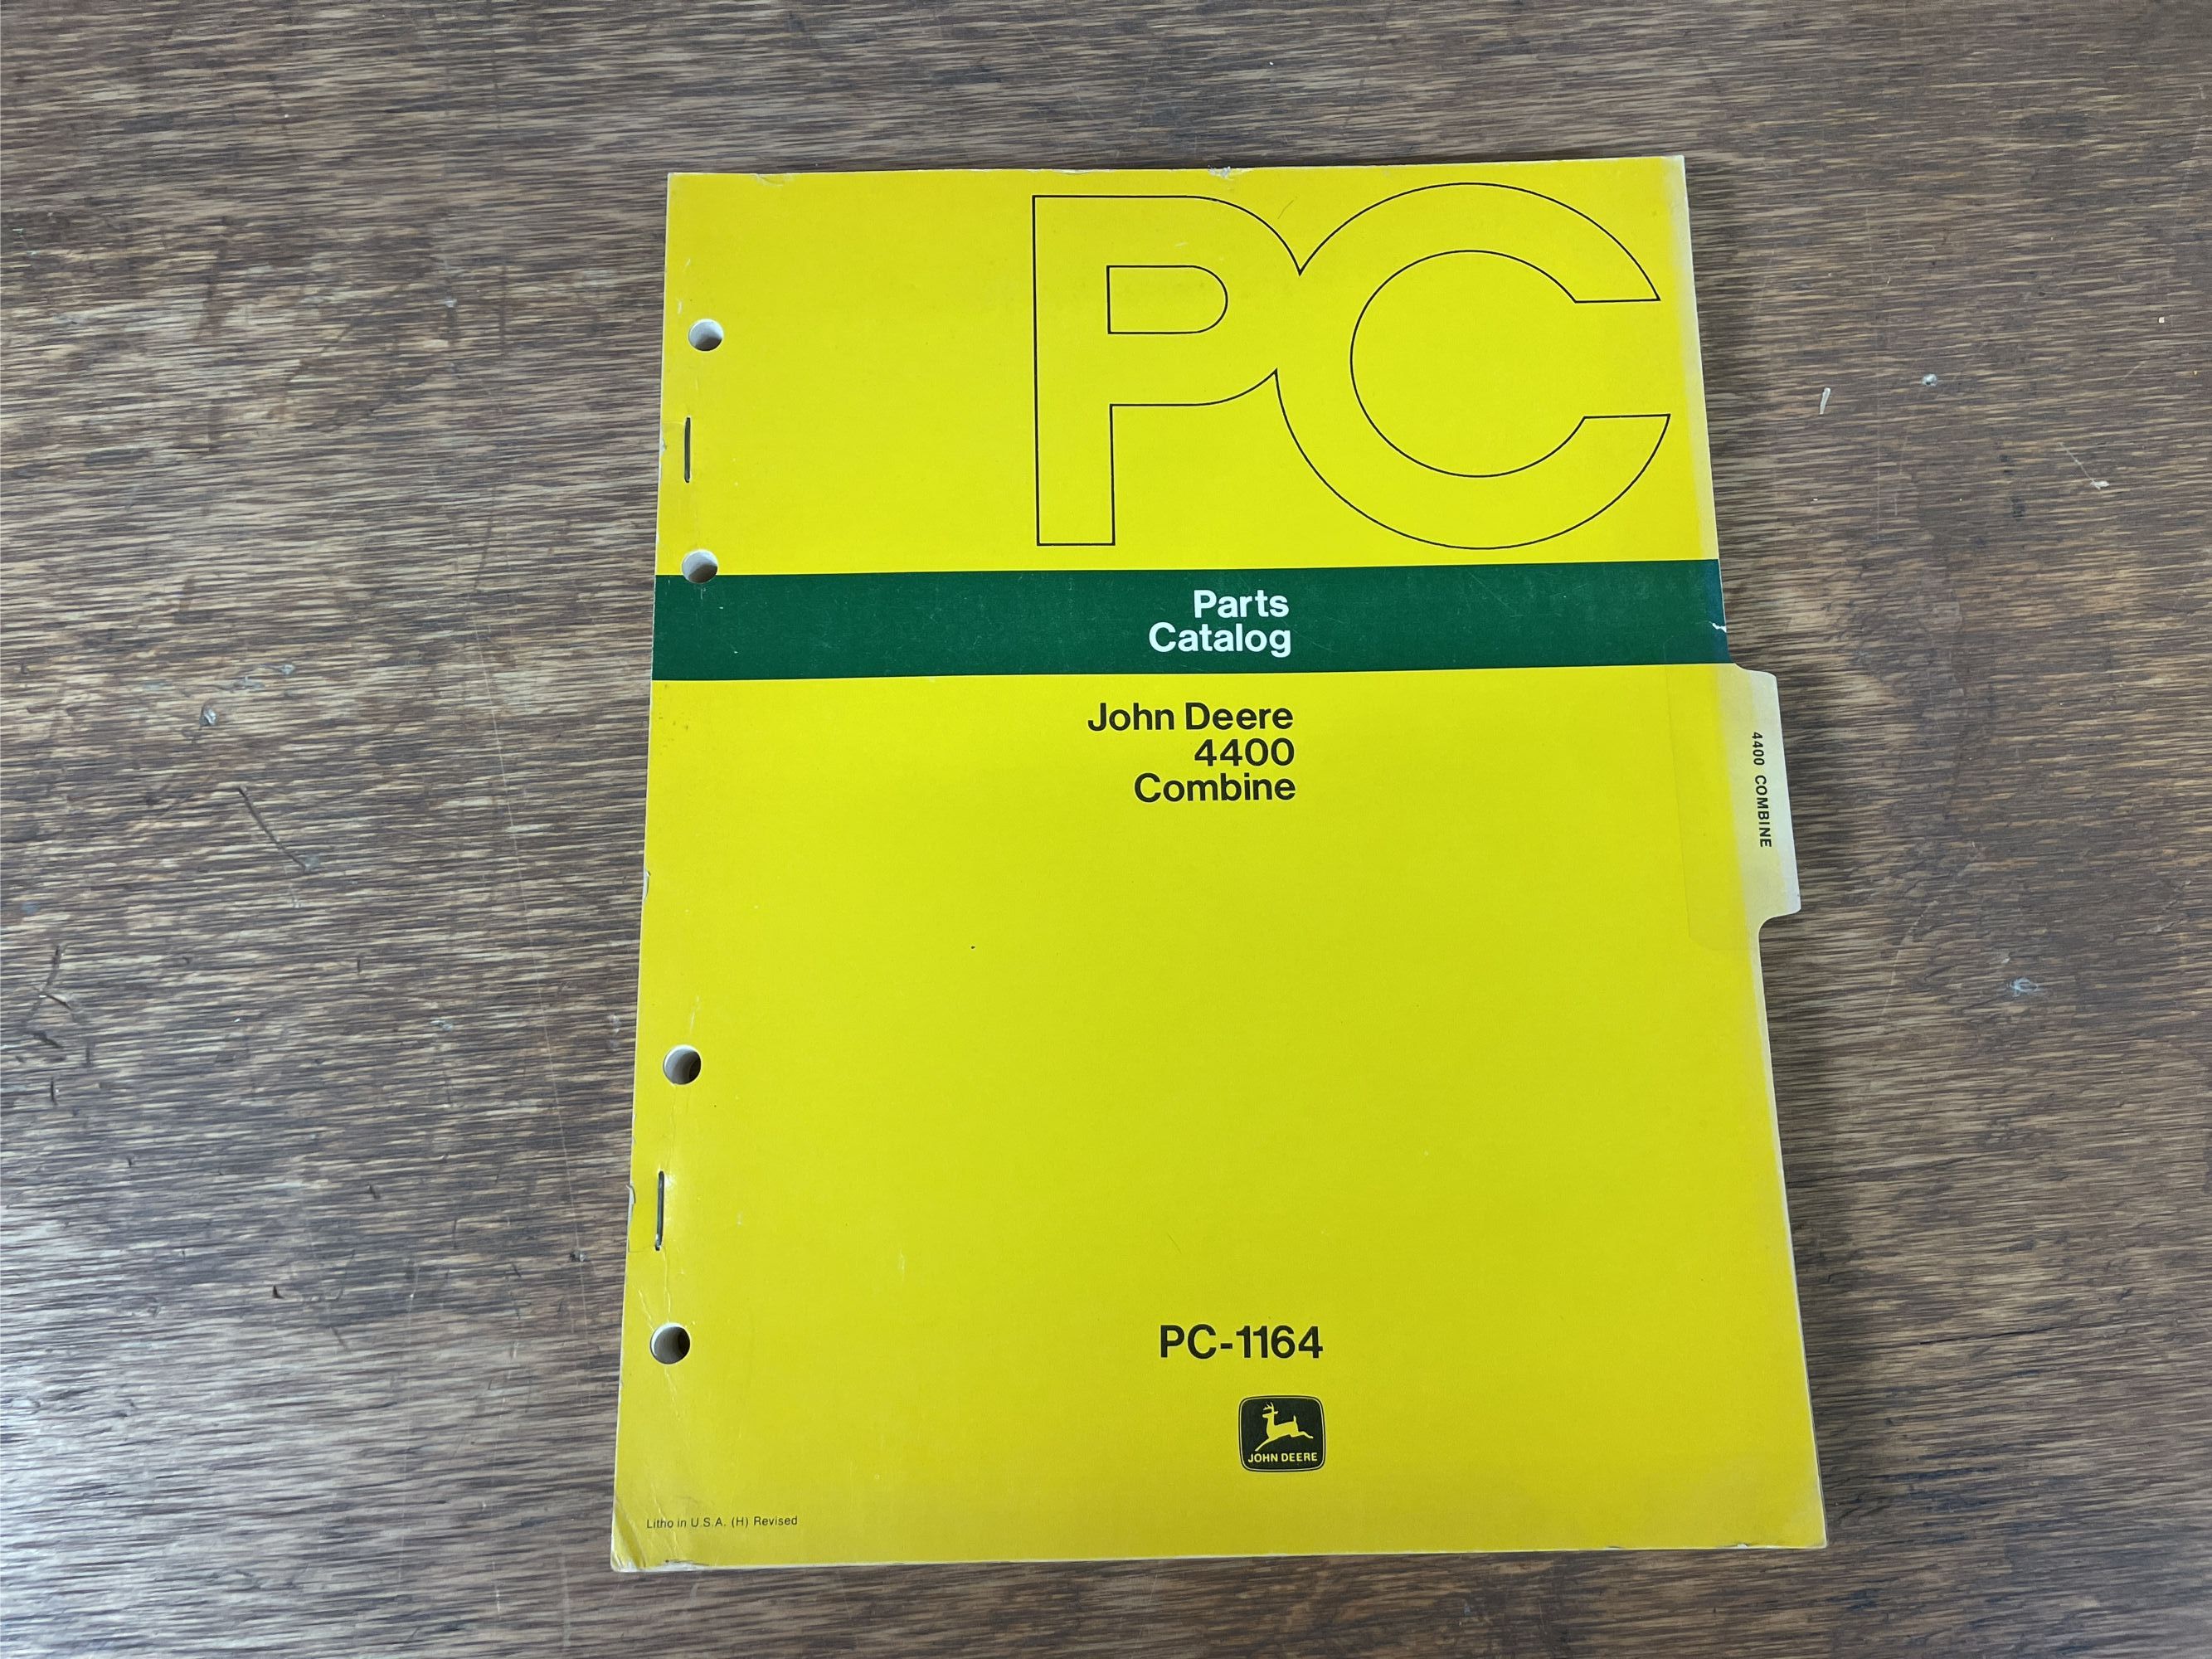 PC
Parts
Catalog
John Deere
4400
Combine
4400 COMBINE
PC-1164
JOHN DEERE
Litho in U.S.A. (H) Revised